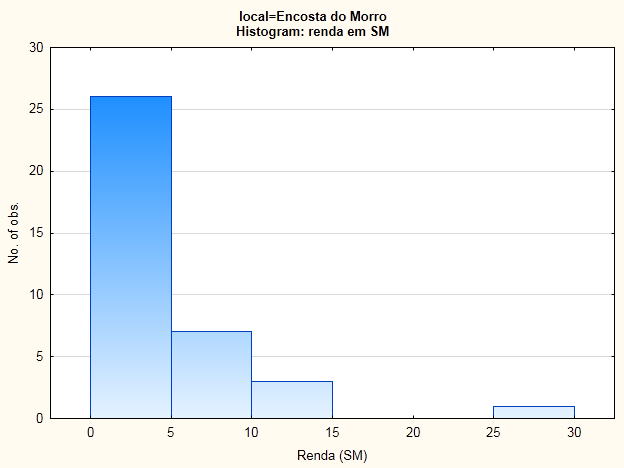 local=Encosta do Morro
Histogram: renda em SM
30
25
20
15
10
5
0
No. of obs.
0 5 10 15 20 25 30
Renda (SM)